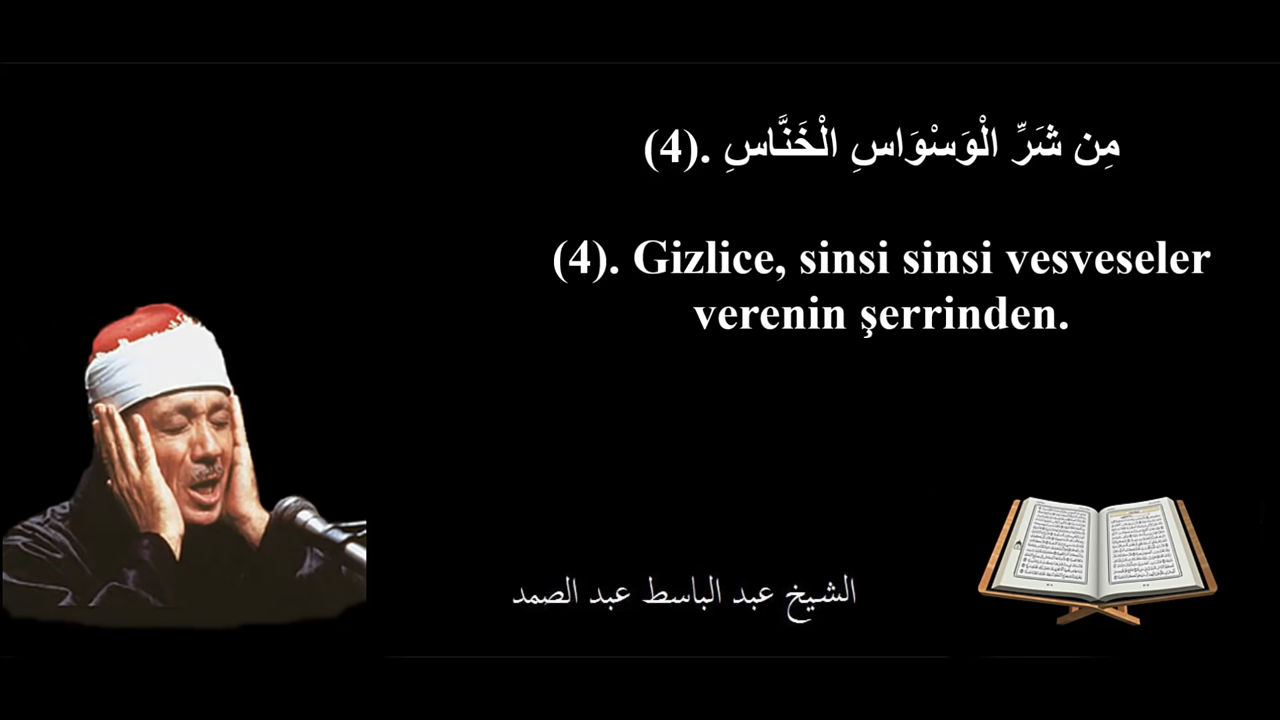 مِن شَرِّ الْوَسْوَاسِ الْخَنَّاسِ .(4)
(4). Gizlice, sinsi sinsi vesveseler
verenin şerrinden.
الشيخ عبد الباسط عبد الصمد